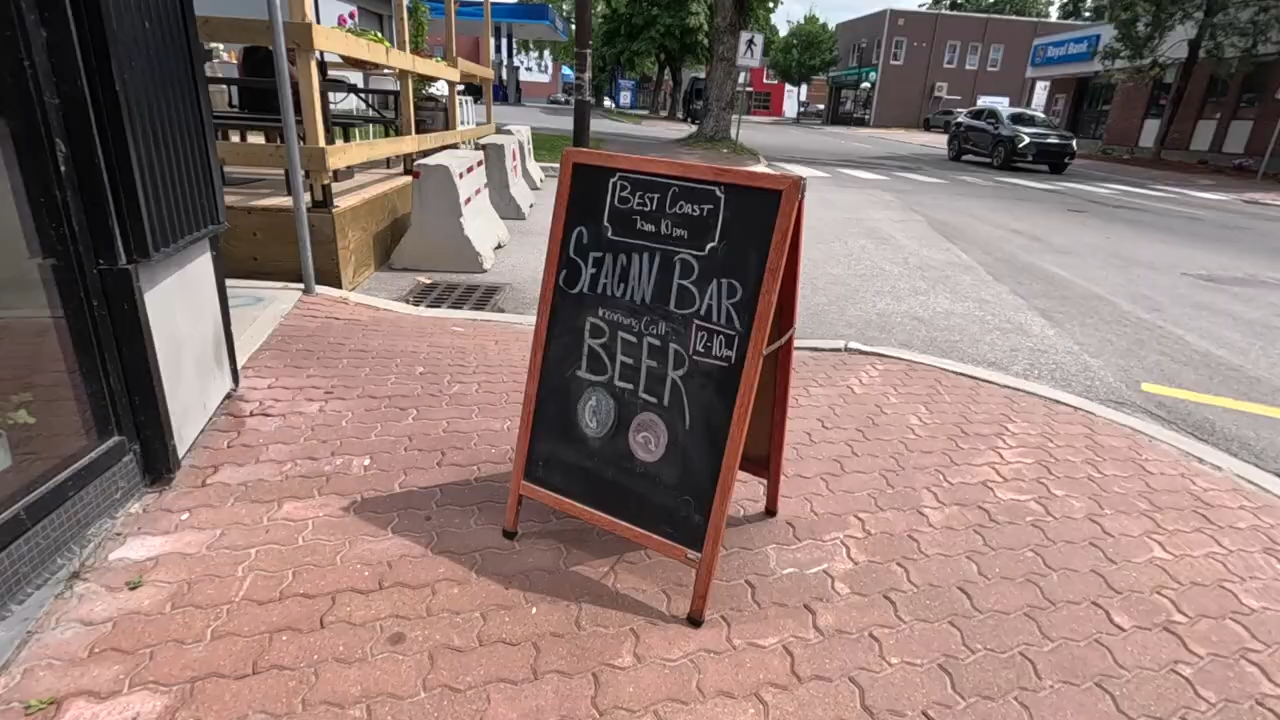 BEST COAST
7am-10pm
SEACAN BAR
Incoming Call
12-10pm
BEER
Royal Bank